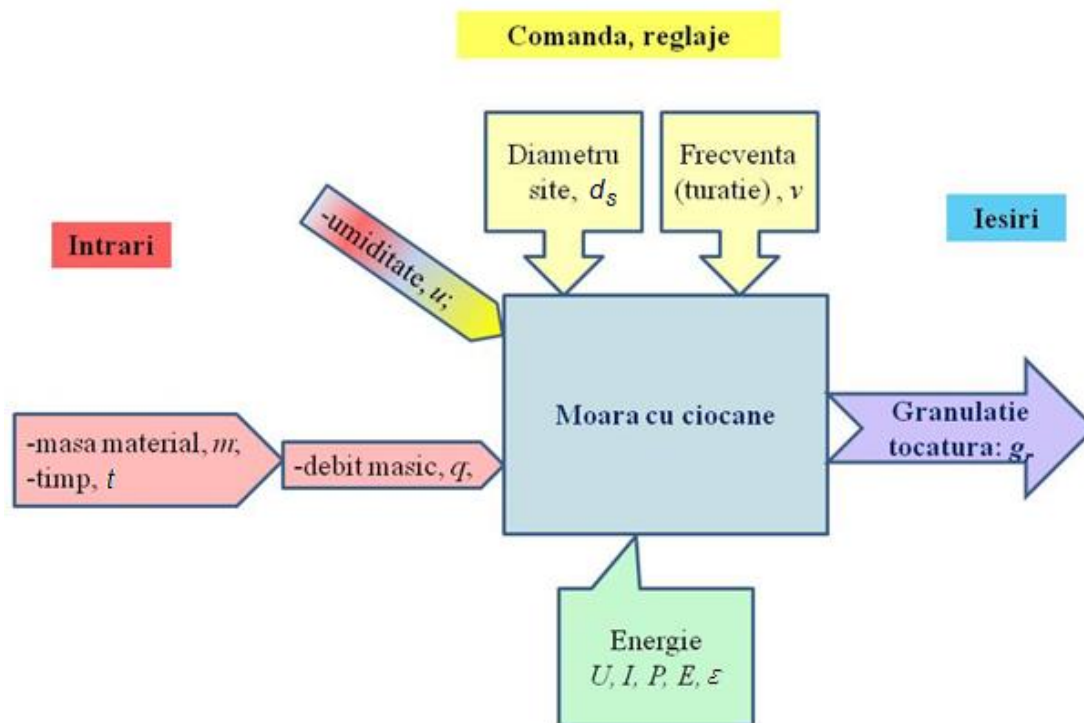 Comanda, reglaje
Diametru
site, d_s
Frecventa
(turatie) , ν
Intrari
-umiditate, u;
Iesiri
Moara cu ciocane
Granulatie
tocatura: g_r
-masa material, m;
-timp, t
-debit masic, q,
Energie
U, I, P, E, ε